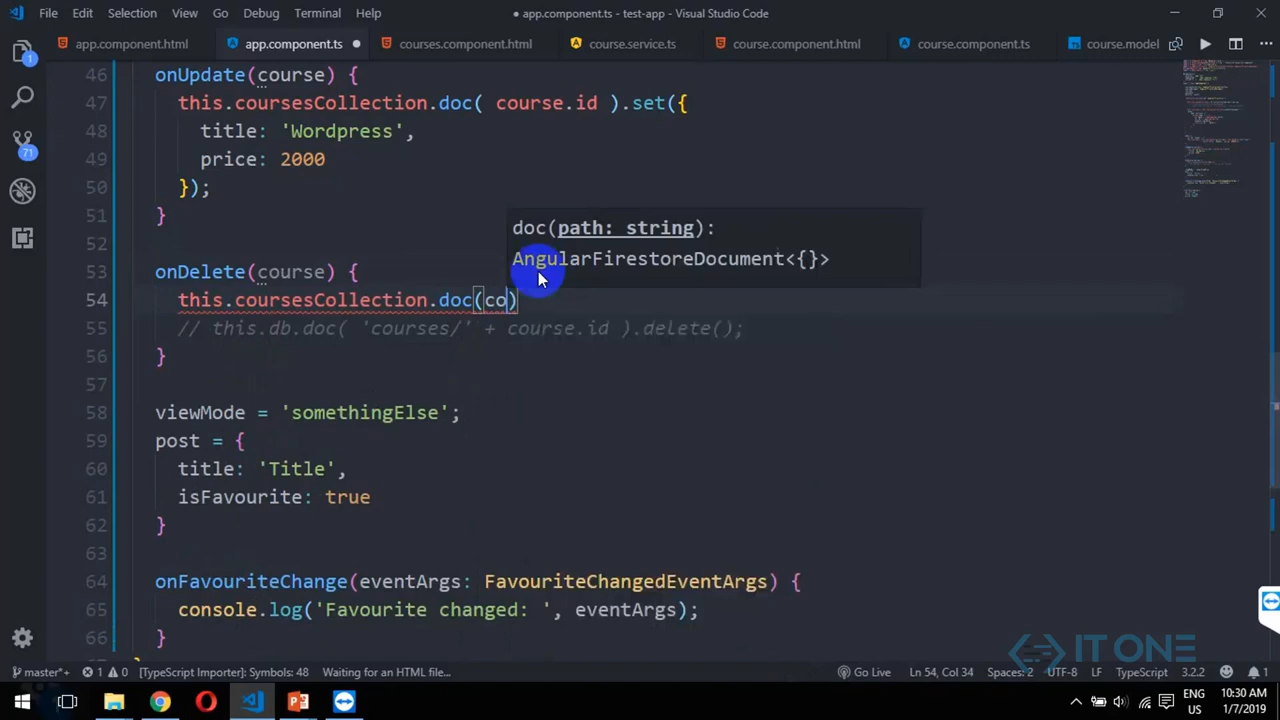 File Edit Selection View Go Debug Terminal Help
● app.component.ts - test-app - Visual Studio Code
app.component.html app.component.ts ● courses.component.html course.service.ts course.component.html course.component.ts course.model
46 onUpdate(course) {
47 this.coursesCollection.doc( course.id ).set({
48 title: 'Wordpress',
49 price: 2000
50 });
51 }
52
doc(path: string):
AngularFirestoreDocument<{}>
53 onDelete(course) {
54 this.coursesCollection.doc(co)
55 // this.db.doc( 'courses/' + course.id ).delete();
56 }
57
58 viewMode = 'somethingElse';
59 post = {
60 title: 'Title',
61 isFavourite: true
62 }
63
64 onFavouriteChange(eventArgs: FavouriteChangedEventArgs) {
65 console.log('Favourite changed: ', eventArgs);
66 }
1
71
IT ONE
master*+ 1 0 [TypeScript Importer]: Symbols: 48 Waiting for an HTML file... Go Live Ln 54, Col 34 Spaces: 2 UTF-8 LF TypeScript 3.2.2 1
ENG 10:30 AM
US 1/7/2019